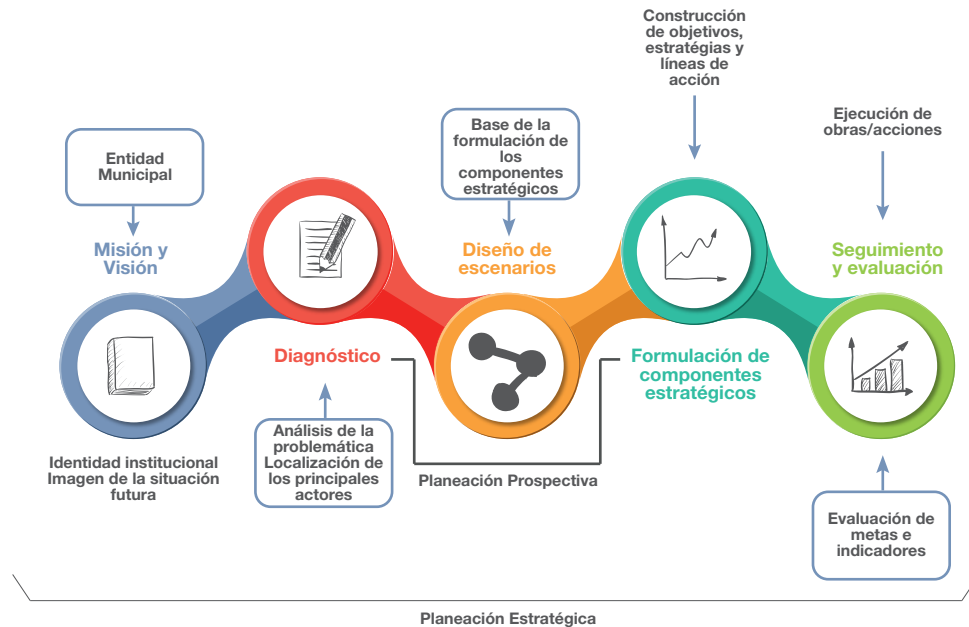 Entidad
Municipal
Misión y
Visión
Identidad institucional
Imagen de la situación
futura
Diagnóstico
Análisis de la
problemática
Localización de
los principales
actores
Base de la
formulación de
los
componentes
estratégicos
Diseño de
escenarios
Planeación Prospectiva
Construcción
de objetivos,
estratégias y
líneas de
acción
Formulación de
componentes
estratégicos
Ejecución de
obras/acciones
Seguimiento
y evaluación
Evaluación de
metas e
indicadores
Planeación Estratégica